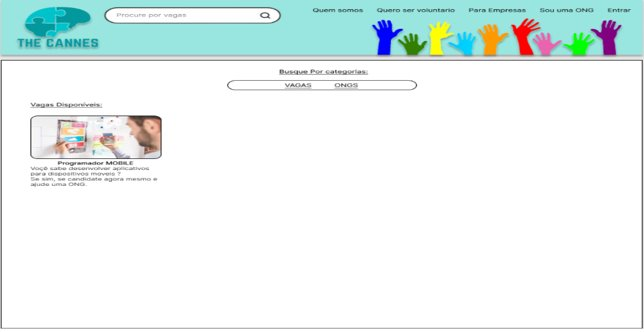 THE CANNES
Procure por vagas
Quem somos Quero ser voluntario Para Empresas Sou uma ONG Entrar
Busque Por categorias:
VAGAS ONGS
Vagas Disponíveis:
Programador MOBILE
Você sabe desenvolver aplicativos
para dispositivos moveis ?
Se sim, se candidate agora mesmo e
ajude uma ONG.